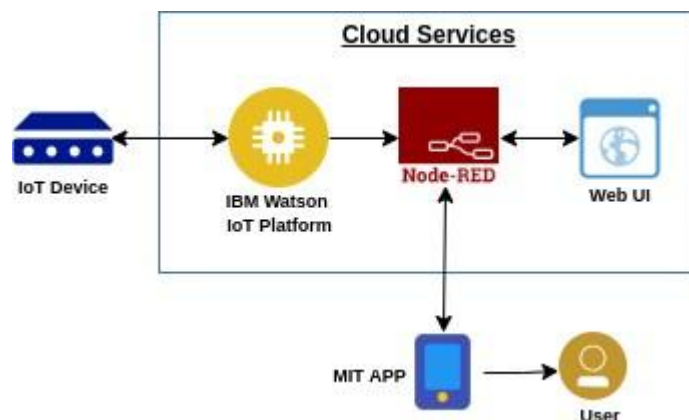 Cloud Services
IoT Device
IBM Watson
IoT Platform
Node-RED
Web UI
MIT APP
User